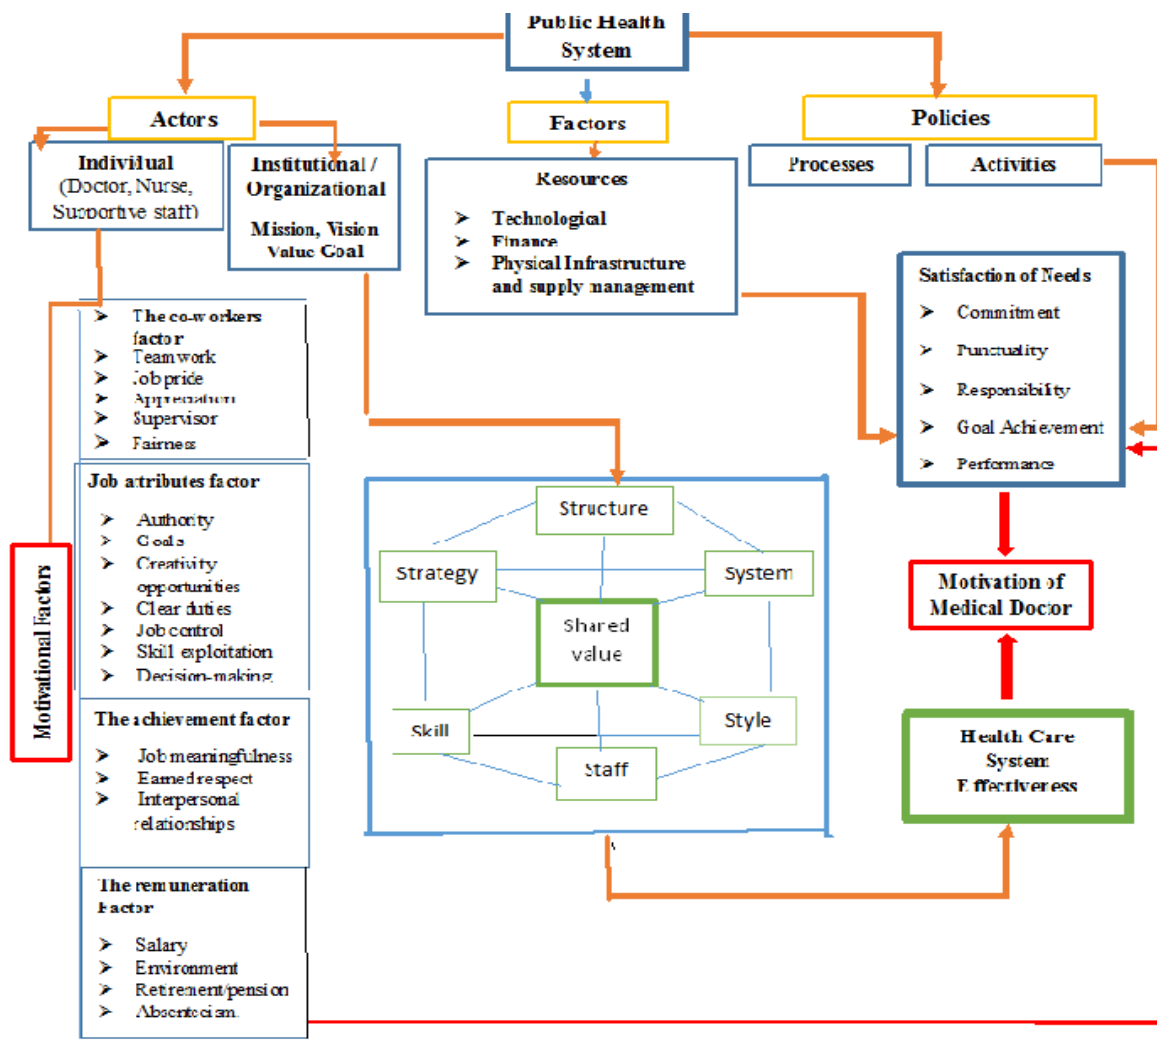 Public Health
System
Actors
Factors
Policies
Individual
(Doctor, Nurse,
Supportive staff)
Institutional /
Organizational
Mission, Vision
Value Goal
Resources
➤ Technological
➤ Finance
➤ Physical Infrastructure
and supply management
Processes
Activities
Satisfaction of Needs
➤ Commitment
➤ Punctuality
➤ Responsibility
➤ Goal Achievement
➤ Performance
➤ The co-workers
factor
➤ Teamwork
➤ Job pride
➤ Appreciation
➤ Supervisor
➤ Fairness
Job attributes factor
➤ Authority
➤ Goals
➤ Creativity
opportunities
➤ Clear duties
➤ Job control
➤ Skill exploitation
➤ Decision-making
Motivational Factors
The achievement factor
➤ Job meaningfulness
➤ Earned respect
➤ Interpersonal
relationships
The remuneration
Factor
➤ Salary
➤ Environment
➤ Retirement/pension
➤ Absenteeism.
Structure
Strategy
System
Shared
value
Skill
Style
Staff
Motivation of
Medical Doctor
Health Care
System
Effectiveness